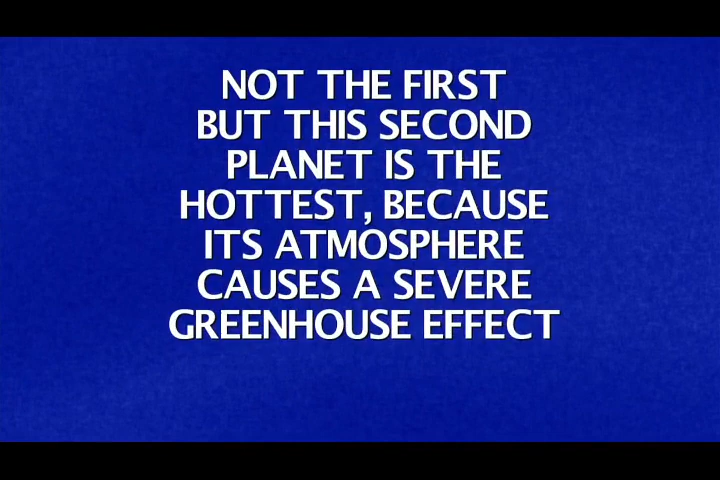 NOT THE FIRST
BUT THIS SECOND
PLANET IS THE
HOTTEST, BECAUSE
ITS ATMOSPHERE
CAUSES A SEVERE
GREENHOUSE EFFECT